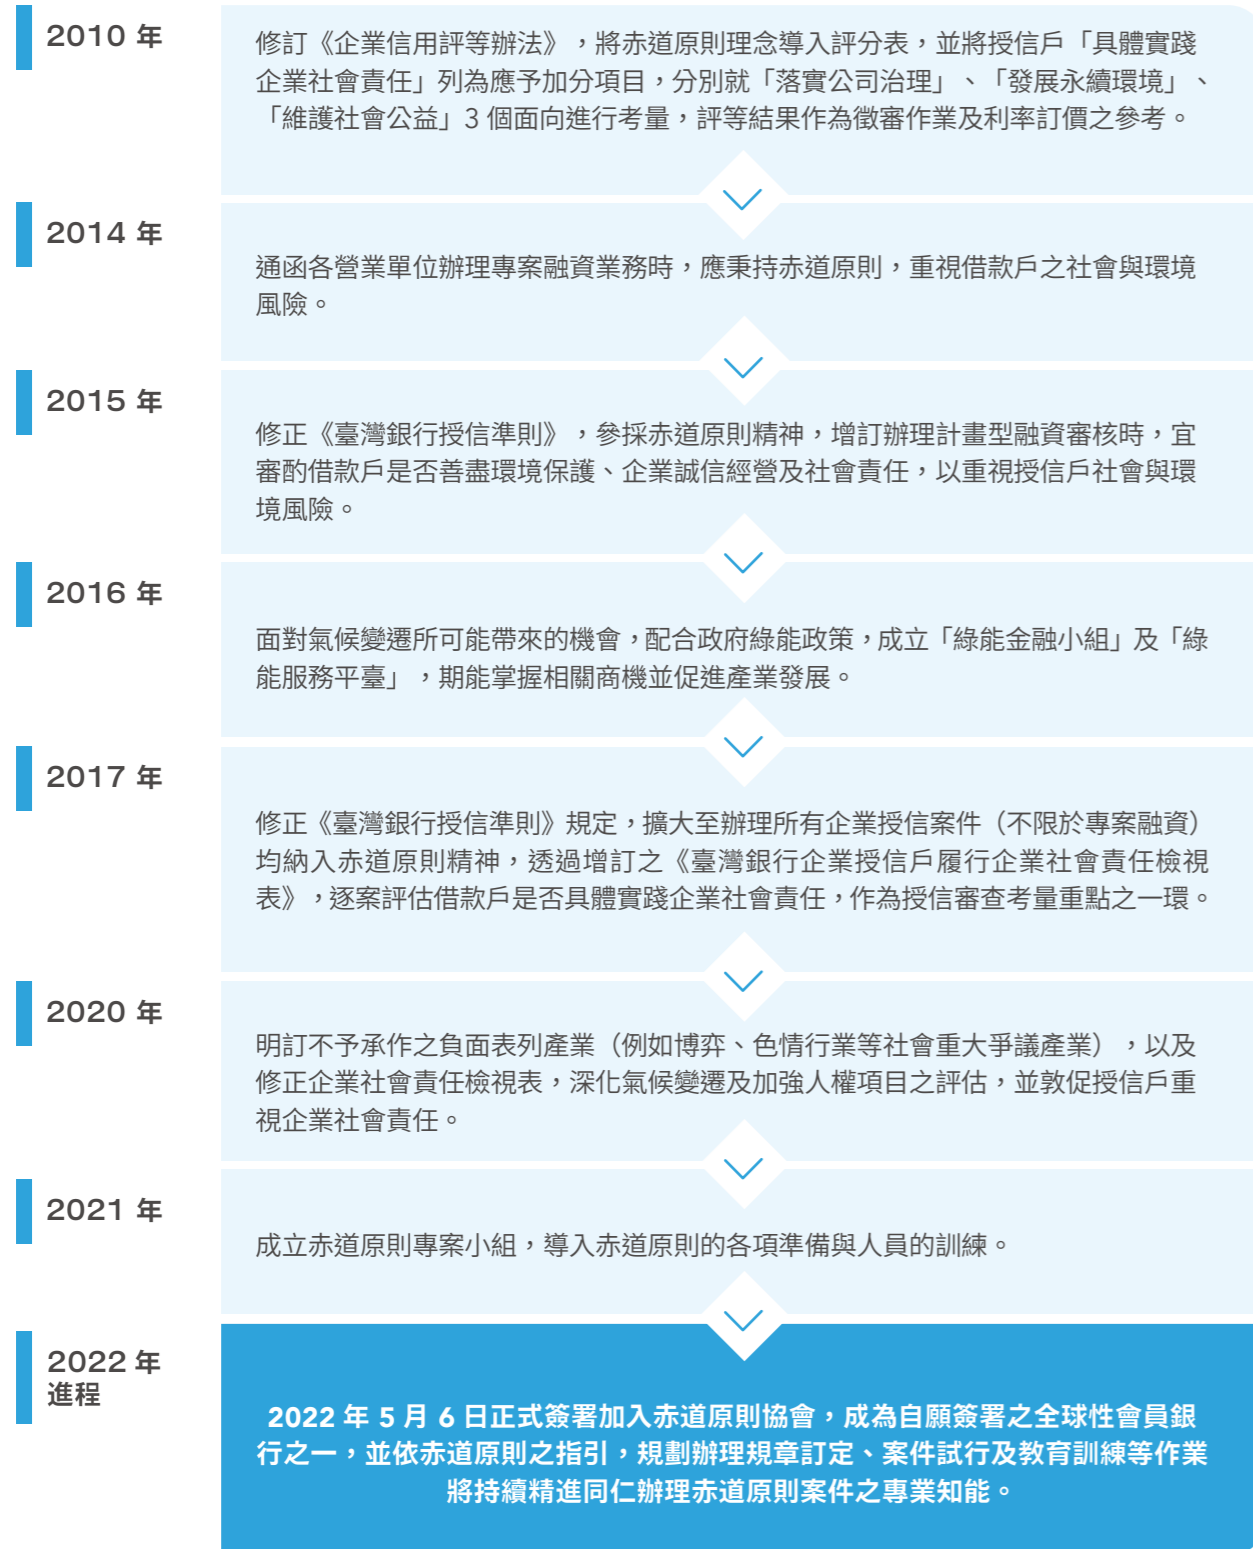 2010 年
修訂《企業信用評等辦法》，將赤道原則理念導入評分表，並將授信戶「具體實踐
企業社會責任」列為應予加分項目，分別就「落實公司治理」、「發展永續環境」、
「維護社會公益」3 個面向進行考量，評等結果作為徵審作業及利率訂價之參考。
2014 年
通函各營業單位辦理專案融資業務時，應秉持赤道原則，重視借款戶之社會與環境
風險。
2015 年
修正《臺灣銀行授信準則》，參採赤道原則精神，增訂辦理計畫型融資審核時，宜
審酌借款戶是否善盡環境保護、企業誠信經營及社會責任，以重視授信戶社會與環
境風險。
2016 年
面對氣候變遷所可能帶來的機會，配合政府綠能政策，成立「綠能金融小組」及「綠
能服務平臺」，期能掌握相關商機並促進產業發展。
2017 年
修正《臺灣銀行授信準則》規定，擴大至辦理所有企業授信案件（不限於專案融資）
均納入赤道原則精神，透過增訂之《臺灣銀行企業授信戶履行企業社會責任檢視
表》，逐案評估借款戶是否具體實踐企業社會責任，作為授信審查考量重點之一環。
2020 年
明訂不予承作之負面表列產業（例如博弈、色情行業等社會重大爭議產業），以及
修正企業社會責任檢視表，深化氣候變遷及加強人權項目之評估，並敦促授信戶重
視企業社會責任。
2021 年
成立赤道原則專案小組，導入赤道原則的各項準備與人員的訓練。
2022 年
進程
2022 年 5 月 6 日正式簽署加入赤道原則協會，成為自願簽署之全球性會員銀
行之一，並依赤道原則之指引，規劃辦理規章訂定、案件試行及教育訓練等作業
將持續精進同仁辦理赤道原則案件之專業知能。